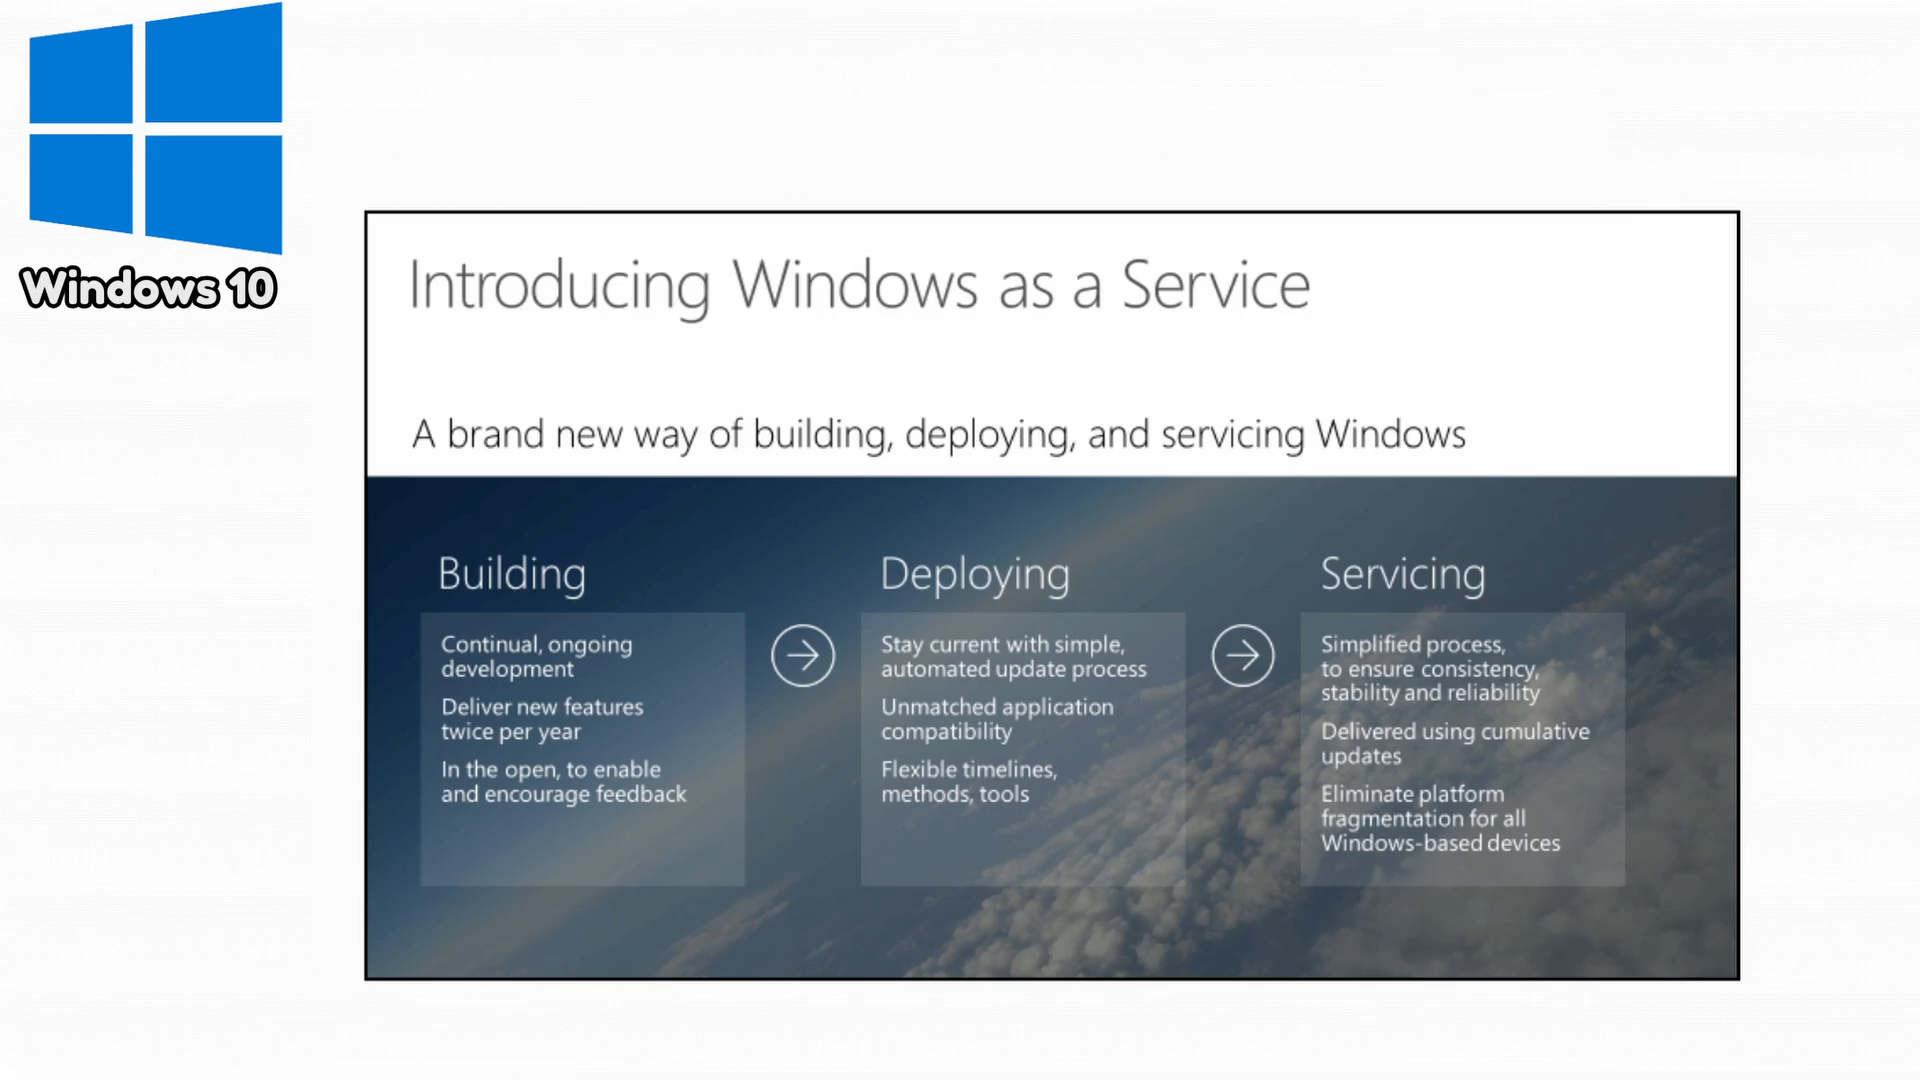 Windows 10
Introducing Windows as a Service
A brand new way of building, deploying, and servicing Windows
Building
Continual, ongoing
development
Deliver new features
twice per year
In the open, to enable
and encourage feedback
Deploying
Stay current with simple,
automated update process
Unmatched application
compatibility
Flexible timelines,
methods, tools
Servicing
Simplified process,
to ensure consistency,
stability and reliability
Delivered using cumulative
updates
Eliminate platform
fragmentation for all
Windows-based devices